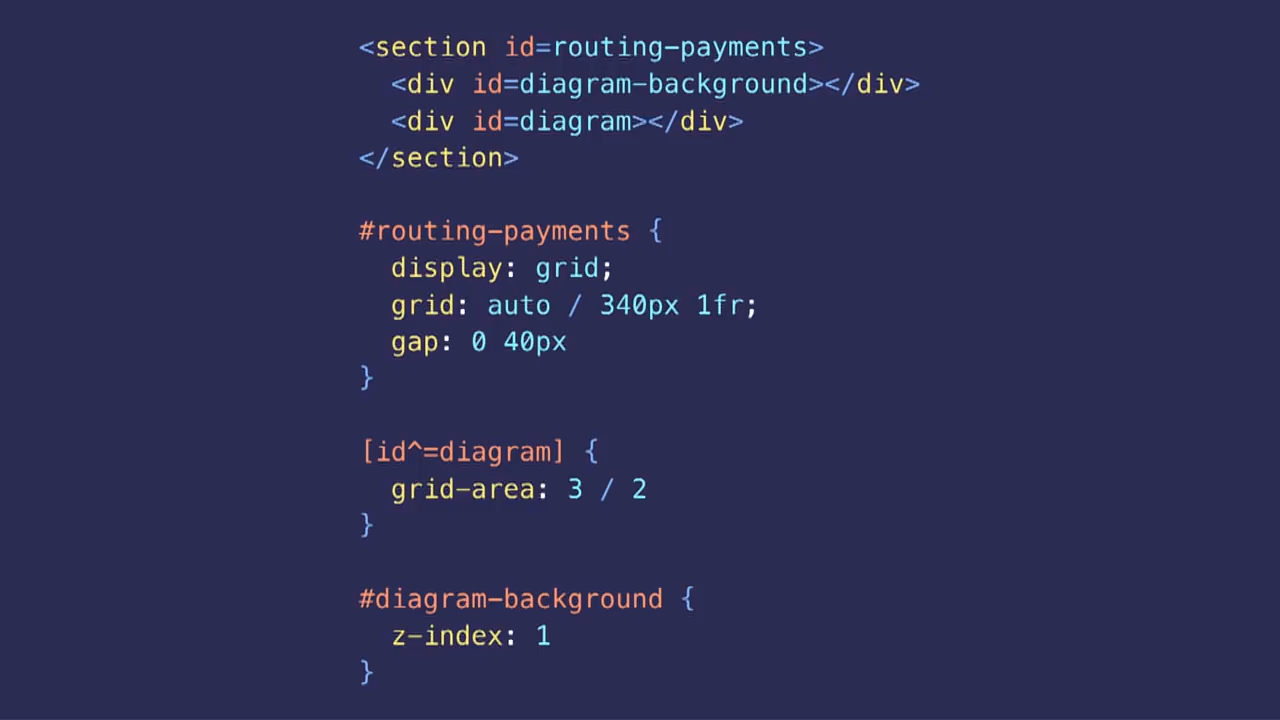 <section id=routing-payments>
<div id=diagram-background></div>
<div id=diagram></div>
</section>
#routing-payments {
display: grid;
grid: auto / 340px 1fr;
gap: 0 40px
}
[id^=diagram] {
grid-area: 3 / 2
}
#diagram-background {
z-index: 1
}